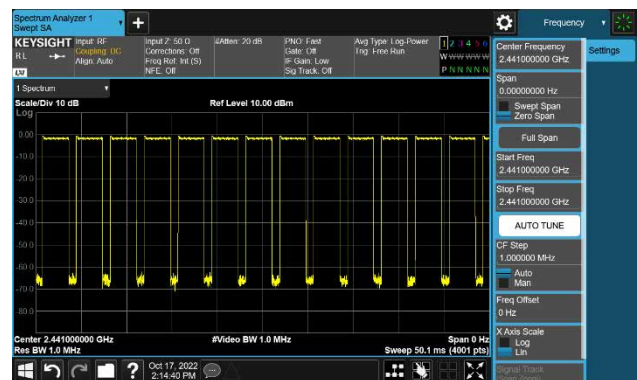 Spectrum Analyzer 1
Swept SA
Frequency
KEYSIGHT
RL
Input: RF
Coupling: DC
Align: Auto
Input Z: 50 Ω
Corrections: Off
Freq Ref: Int (S)
NFE: Off
#Atten: 20 dB
PNO: Fast
Gate: Off
IF Gain: Low
Sig Track: Off
Avg Type: Log-Power
Trig: Free Run
1 2 3 4 5 6
W W W W W W
P N N N N N
LW
1 Spectrum
Scale/Div 10 dB
Ref Level 10.00 dBm
Log
0.00
-10.0
-20.0
-30.0
-40.0
-50.0
-60.0
-70.0
-80.0
Center 2.441000000 GHz
#Video BW 1.0 MHz
Span 0 Hz
Res BW 1.0 MHz
Sweep 50.1 ms (4001 pts)
Oct 17, 2022
2:14:40 PM
Center Frequency
2.441000000 GHz
Settings
Span
0.00000000 Hz
Swept Span
Zero Span
Full Span
Start Freq
2.441000000 GHz
Stop Freq
2.441000000 GHz
AUTO TUNE
CF Step
1.000000 MHz
Auto
Man
Freq Offset
0 Hz
X Axis Scale
Log
Lin
Signal Track